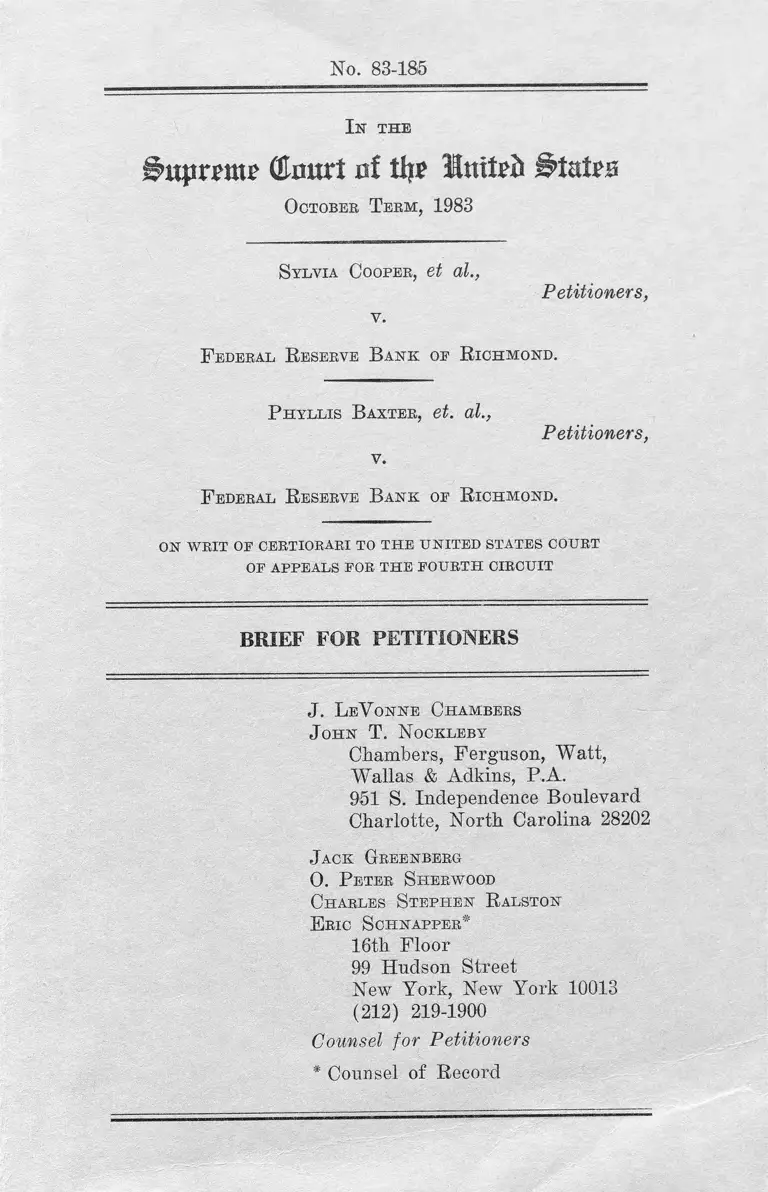 No. 83-185
In the
Supreme Court of the United States
October Term, 1983
Sylvia Cooper, et al.,
Petitioners,
v.
Federal Reserve Bank of Richmond.
Phyllis Baxter, et. al.,
Petitioners,
v.
Federal Reserve Bank of Richmond.
ON WRIT OF CERTIORARI TO THE UNITED STATES COURT
OF APPEALS FOR THE FOURTH CIRCUIT
BRIEF FOR PETITIONERS
J. LeVonne Chambers
John T. Nockleby
Chambers, Ferguson, Watt,
Wallas & Adkins, P.A.
951 S. Independence Boulevard
Charlotte, North Carolina 28202
Jack Greenberg
O. Peter Sherwood
Charles Stephen Ralston
Eric Schnapper*
16th Floor
99 Hudson Street
New York, New York 10013
(212) 219-1900
Counsel for Petitioners
* Counsel of Record